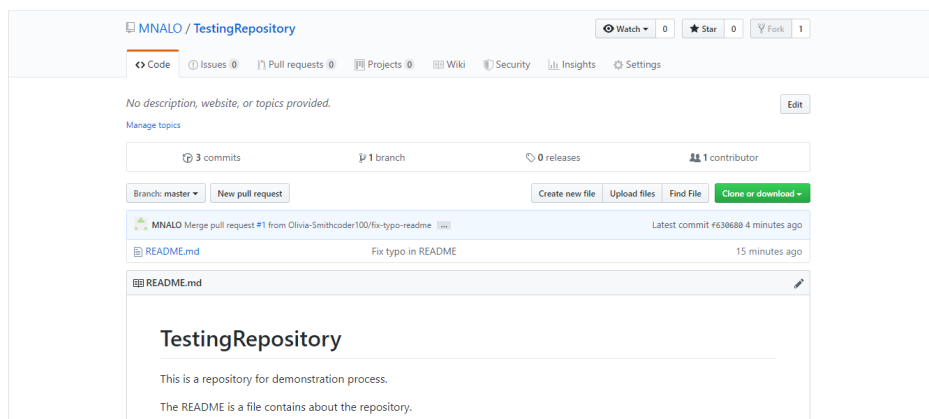 MNALO / TestingRepository
Watch 0 Star 0 Fork 1
Code Issues 0 Pull requests 0 Projects 0 Wiki Security Insights Settings
No description, website, or topics provided. Edit
Manage topics
3 commits 1 branch 0 releases 1 contributor
Branch: master New pull request Create new file Upload files Find File Clone or download
MNALO Merge pull request #1 from Olivia-Smithcoder100/fix-typo-readme ... Latest commit f630680 4 minutes ago
README.md Fix typo in README 15 minutes ago
README.md
TestingRepository
This is a repository for demonstration process.
The README is a file contains about the repository.